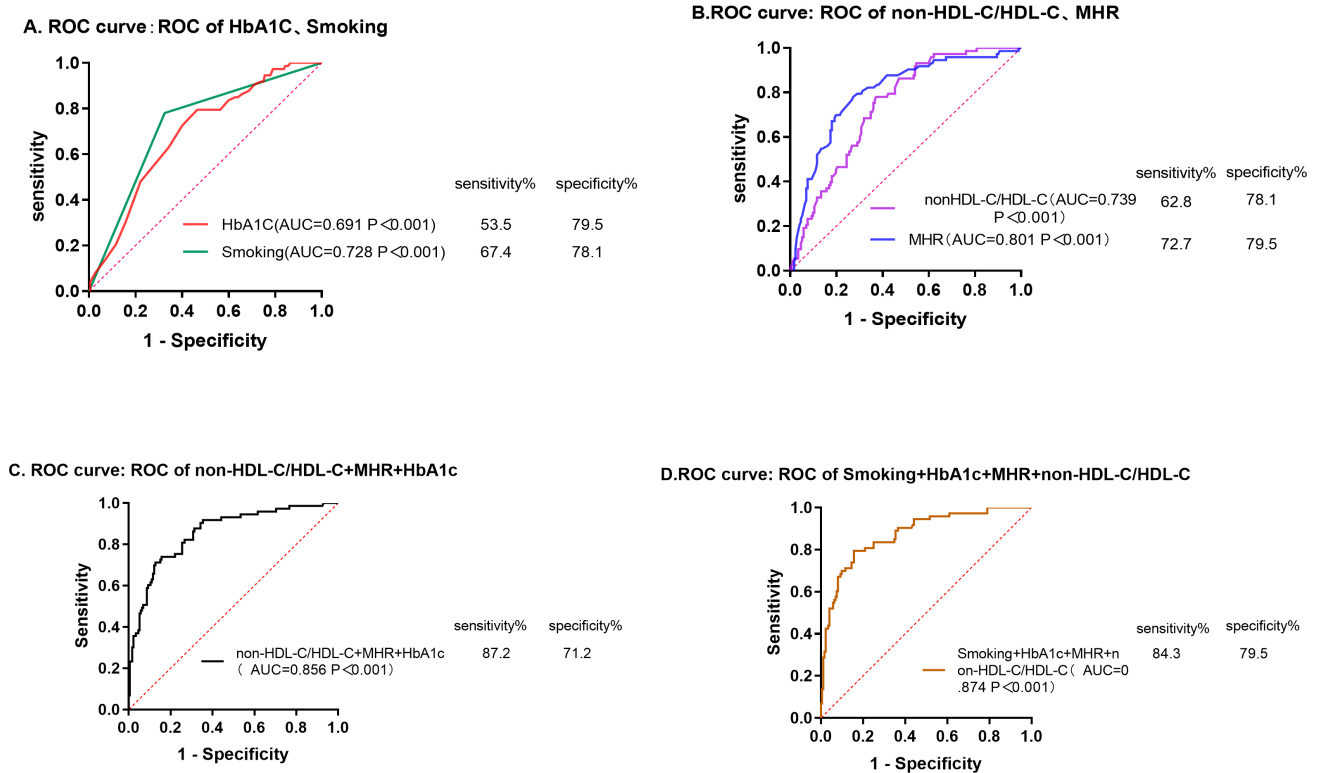 A. ROC curve：ROC of HbA1C、Smoking
1.0
0.8
0.6
0.4
0.2
0.0
sensitivity
0.0 0.2 0.4 0.6 0.8 1.0
1 - Specificity
sensitivity% specificity%
HbA1C(AUC=0.691 P＜0.001) 53.5 79.5
Smoking(AUC=0.728 P＜0.001) 67.4 78.1
B.ROC curve: ROC of non-HDL-C/HDL-C、MHR
1.0
0.8
0.6
0.4
0.2
0.0
sensitivity
0.0 0.2 0.4 0.6 0.8 1.0
1 - Specificity
sensitivity% specificity%
nonHDL-C/HDL-C（AUC=0.739 62.8 78.1
P＜0.001）
MHR（AUC=0.801 P＜0.001） 72.7 79.5
C. ROC curve: ROC of non-HDL-C/HDL-C+MHR+HbA1c
1.0
0.8
0.6
0.4
0.2
0.0
Sensitivity
0.0 0.2 0.4 0.6 0.8 1.0
1 - Specificity
sensitivity% specificity%
non-HDL-C/HDL-C+MHR+HbA1c 87.2 71.2
（ AUC=0.856 P＜0.001）
D.ROC curve: ROC of Smoking+HbA1c+MHR+non-HDL-C/HDL-C
1.0
0.8
0.6
0.4
0.2
0.0
Sensitivity
0.0 0.2 0.4 0.6 0.8 1.0
1 - Specificity
sensitivity% specificity%
Smoking+HbA1c+MHR+n 84.3 79.5
on-HDL-C/HDL-C（ AUC=0
.874 P＜0.001）